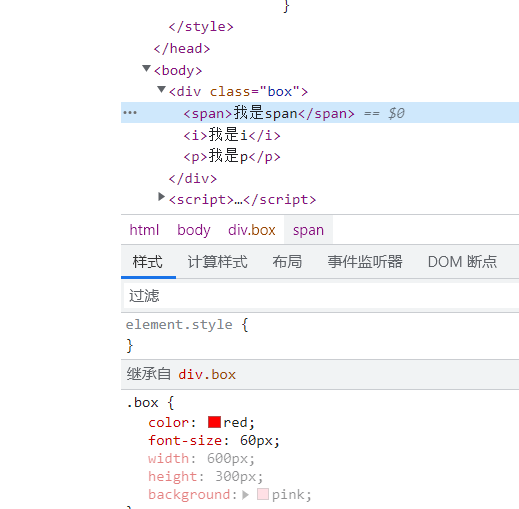 }
</style>
</head>
<body>
<div class="box">
<span>我是span</span> == $0
<i>我是i</i>
<p>我是p</p>
</div>
<script>…</script>
html body div.box span
样式 计算样式 布局 事件监听器 DOM 断点
过滤
element.style {
}
继承自 div.box
.box {
color: red;
font-size: 60px;
width: 600px;
height: 300px;
background: pink;
}